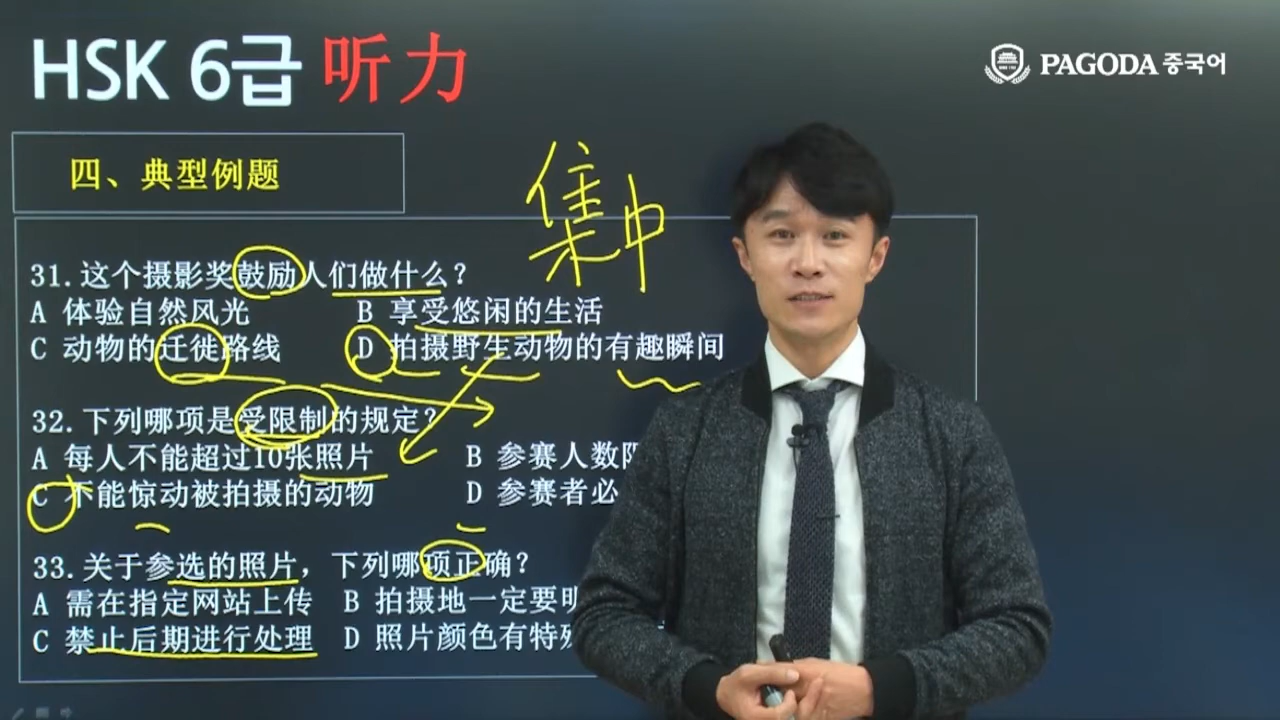 HSK 6급 听力
PAGODA 중국어
四、典型例题
集中
31.这个摄影奖鼓励人们做什么？
A 体验自然风光 B 享受悠闲的生活
C 动物的迁徙路线 D 拍摄野生动物的有趣瞬间
32.下列哪项是受限制的规定？
A 每人不能超过10张照片 B 参赛人数
C 不能惊动被拍摄的动物 D 参赛者必
33.关于参选的照片，下列哪项正确？
A 需在指定网站上传 B 拍摄地一定要
C 禁止后期进行处理 D 照片颜色有特